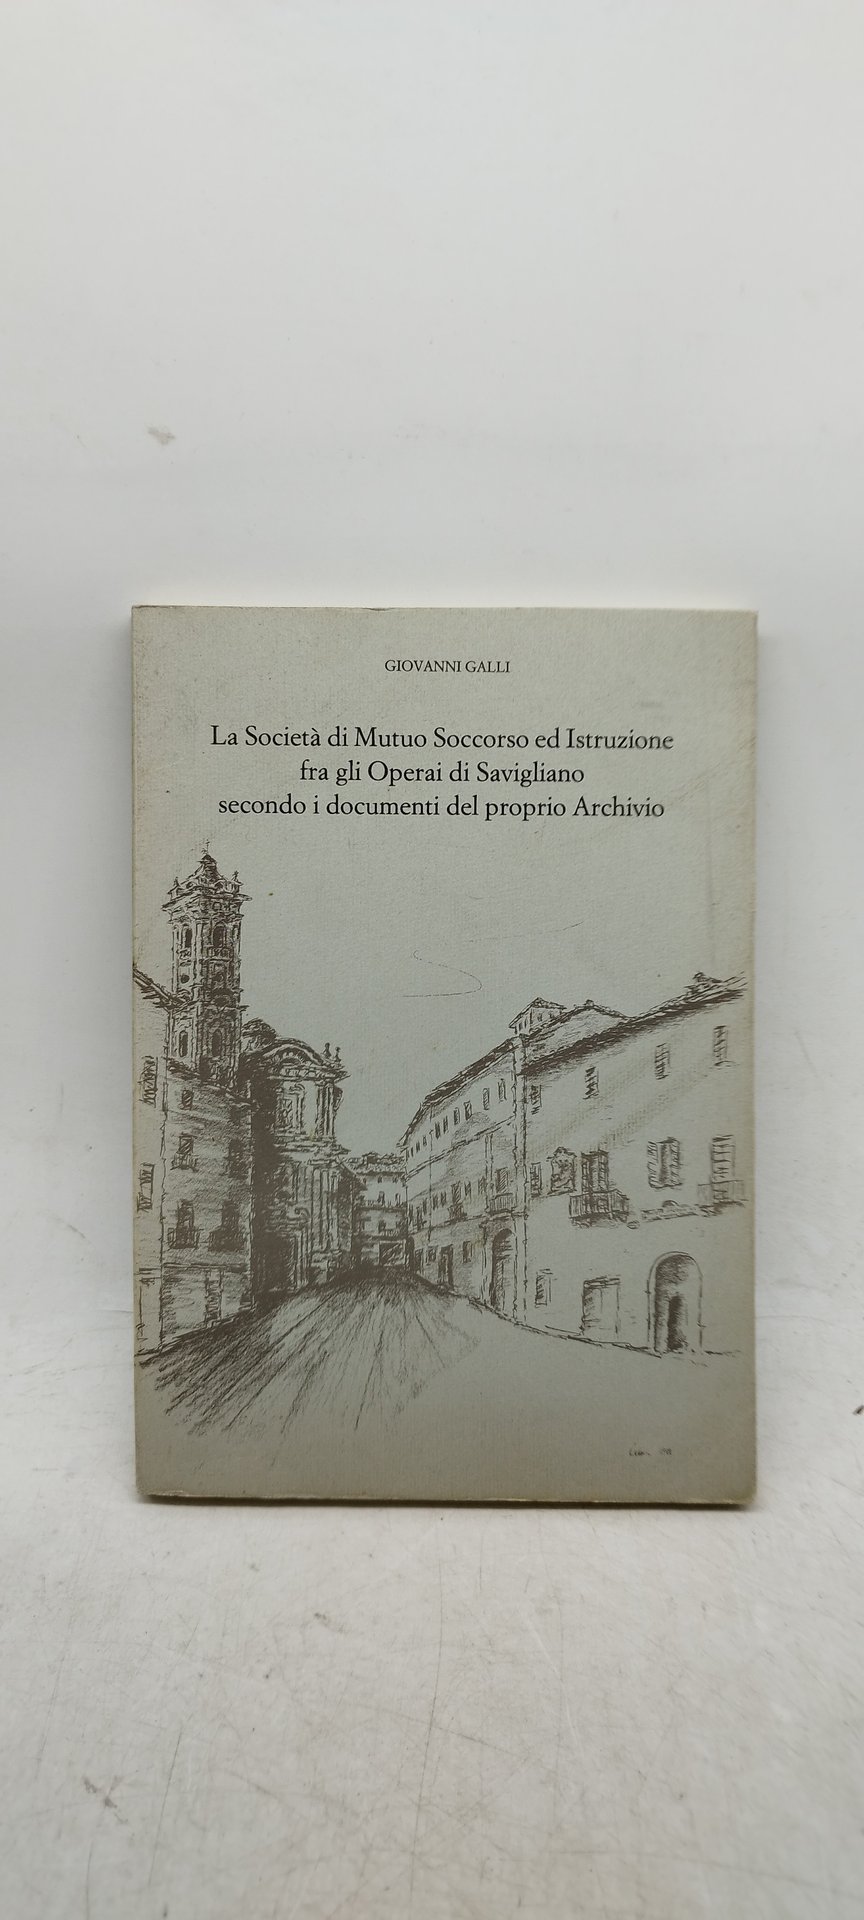 GIOVANNI GALLI
La Società di Mutuo Soccorso ed Istruzione
fra gli Operai di Savigliano
secondo i documenti del proprio Archivio